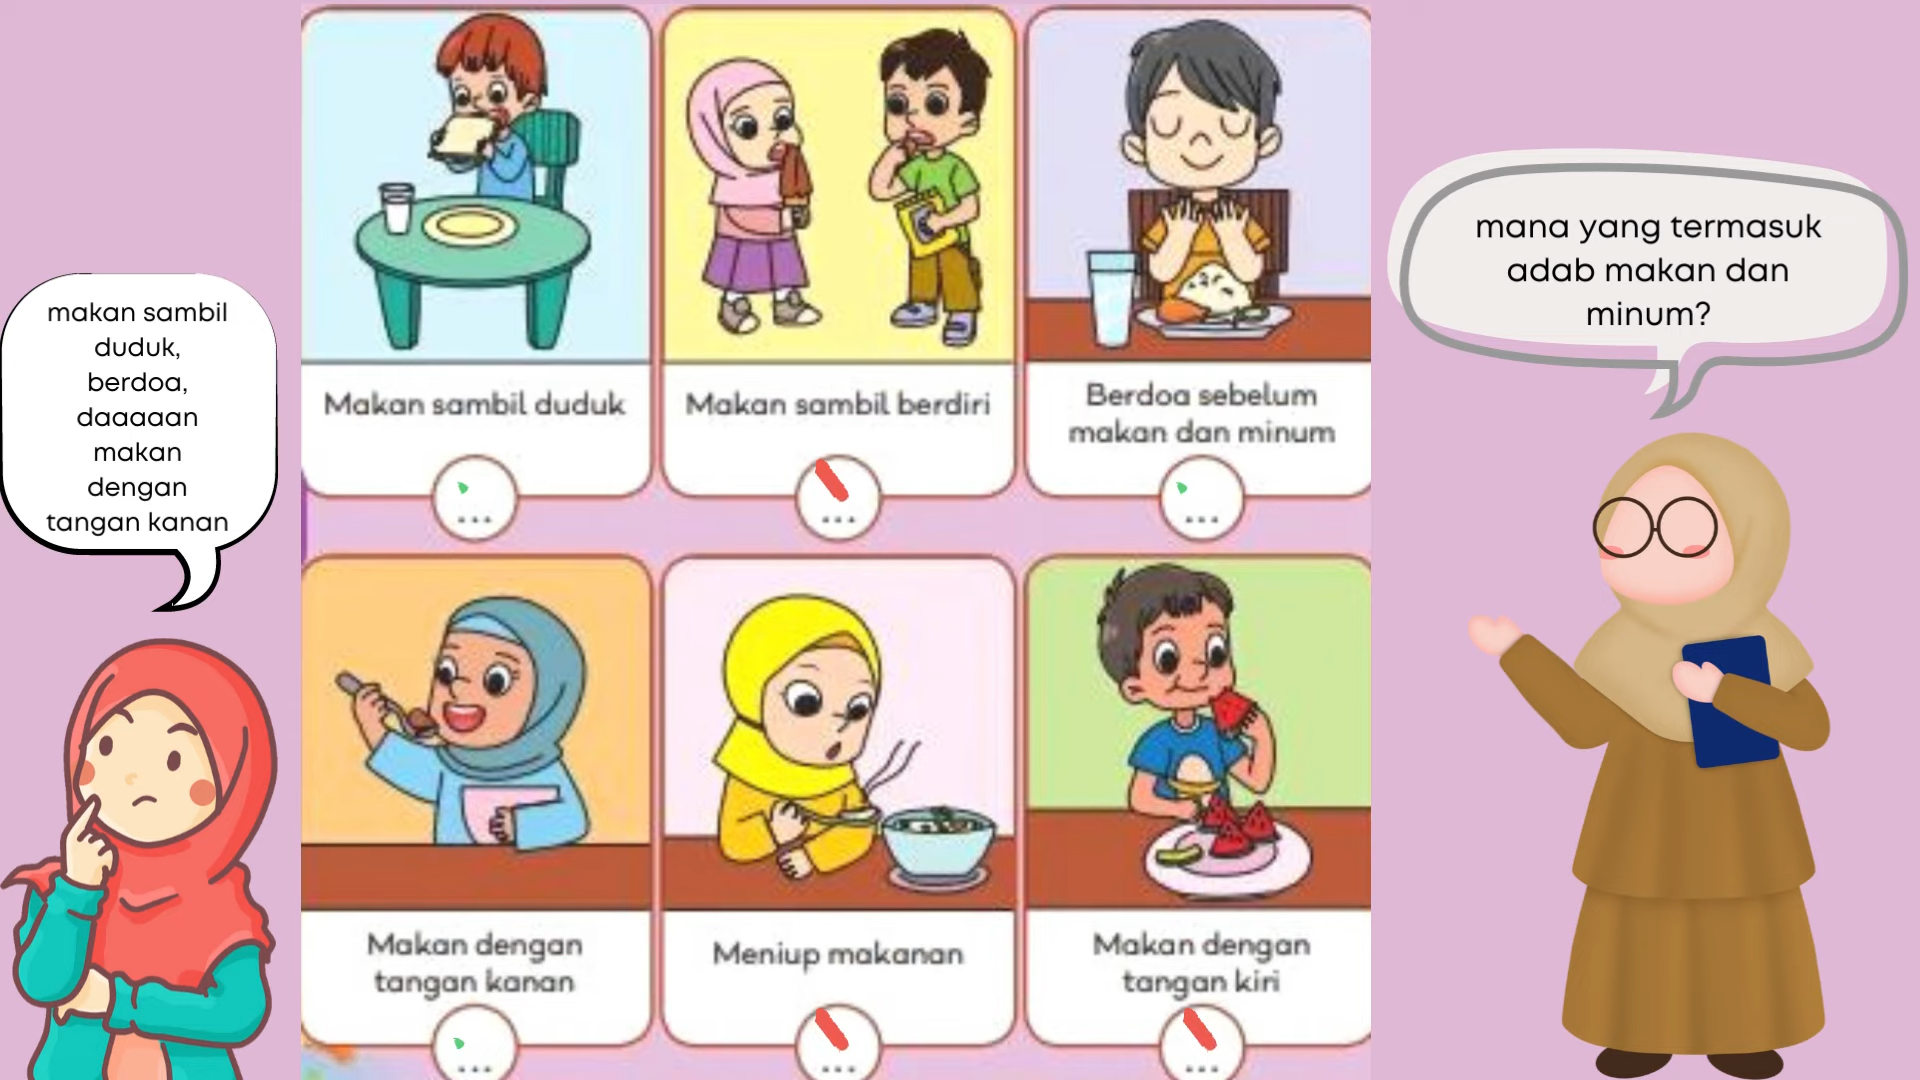 makan sambil
duduk,
berdoa,
daaaaan
makan
dengan
tangan kanan
Makan sambil duduk
...
Makan sambil berdiri
...
Berdoa sebelum
makan dan minum
...
Makan dengan
tangan kanan
...
Meniup makanan
...
Makan dengan
tangan kiri
...
mana yang termasuk
adab makan dan
minum?